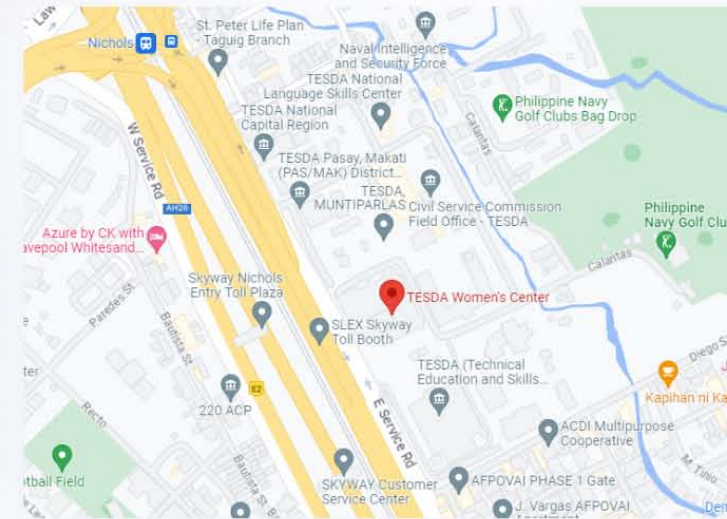 Law
St. Peter Life Plan
- Taguig Branch
Nichols
Naval Intelligence
and Security Force
TESDA National
Language Skills Center
TESDA National
Capital Region
Philippine Navy
Golf Clubs Bag Drop
Calantas
W Service Rd
TESDA Pasay, Makati
(PAS/MAK) District...
TESDA,
MUNTIPARLAS
Civil Service Commission
Field Office - TESDA
AH26
Philippine
Navy Golf Clu
Azure by CK with
avepool Whitesand...
Calantas
Skyway Nichols
Entry Toll Plaza
TESDA Women's Center
Paredes St
SLEX Skyway
Toll Booth
Bautista St
Diego S
TESDA (Technical
Education and Skills...
E2
220 ACP
Kapihan ni Ka
Recto
E Service Rd
ACDI Multipurpose
Cooperative
otball Field
M. Tinio
Bautista St
SKYWAY Customer
Service Center
AFPOVAI PHASE 1 Gate
J. Vargas AFPOVAI